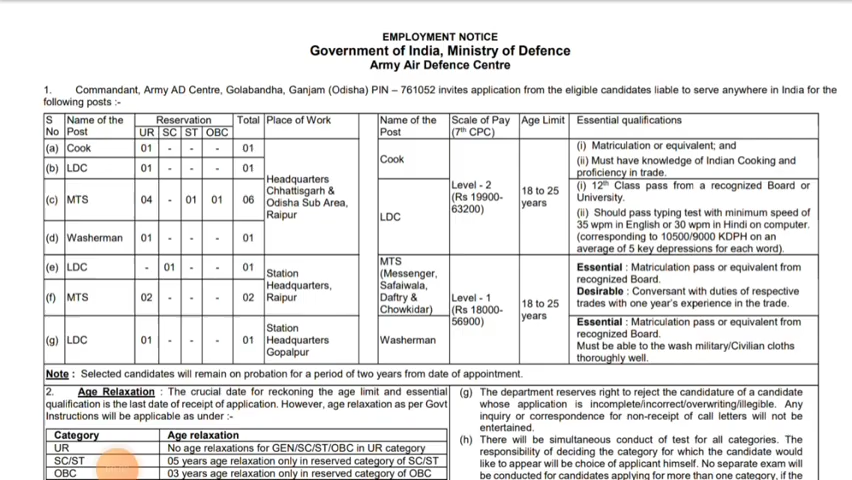 EMPLOYMENT NOTICE
Government of India, Ministry of Defence
Army Air Defence Centre
1. Commandant, Army AD Centre, Golabandha, Ganjam (Odisha) PIN – 761052 invites application from the eligible candidates liable to serve anywhere in India for the
following posts :-
S No Name of the Post Reservation UR SC ST OBC Total Place of Work
(a) Cook 01 - - - 01
(b) LDC 01 - - - 01
(c) MTS 04 - 01 01 06
(d) Washerman 01 - - - 01
Headquarters
Chhattisgarh &
Odisha Sub Area,
Raipur
(e) LDC - 01 - - 01
(f) MTS 02 - - - 02
Station
Headquarters,
Raipur
(g) LDC 01 - - - 01
Station
Headquarters
Gopalpur
Name of the Post Scale of Pay (7th CPC) Age Limit Essential qualifications
Cook
(i) Matriculation or equivalent; and
(ii) Must have knowledge of Indian Cooking and
proficiency in trade.
Level - 2
(Rs 19900-
63200)
18 to 25
years
LDC
(i) 12th Class pass from a recognized Board or
University.
(ii) Should pass typing test with minimum speed of
35 wpm in English or 30 wpm in Hindi on computer.
(corresponding to 10500/9000 KDPH on an
average of 5 key depressions for each word).
MTS
(Messenger,
Safaiwala,
Daftry &
Chowkidar)
Level - 1
(Rs 18000-
56900)
18 to 25
years
Essential : Matriculation pass or equivalent from
recognized Board.
Desirable : Conversant with duties of respective
trades with one year's experience in the trade.
Washerman
Essential : Matriculation pass or equivalent from
recognized Board.
Must be able to the wash military/Civilian cloths
thoroughly well.
Note : Selected candidates will remain on probation for a period of two years from date of appointment.
2. Age Relaxation : The crucial date for reckoning the age limit and essential
qualification is the last date of receipt of application. However, age relaxation as per Govt
Instructions will be applicable as under :-
Category Age relaxation
UR No age relaxations for GEN/SC/ST/OBC in UR category
SC/ST 05 years age relaxation only in reserved category of SC/ST
OBC 03 years age relaxation only in reserved category of OBC
(g) The department reserves right to reject the candidature of a candidate
whose application is incomplete/incorrect/overwriting/illegible. Any
inquiry or correspondence for non-receipt of call letters will not be
entertained.
(h) There will be simultaneous conduct of test for all categories. The
responsibility of deciding the category for which the candidate would
like to appear will be choice of applicant himself. No separate exam will
be conducted for candidates applying for more than one category, if the